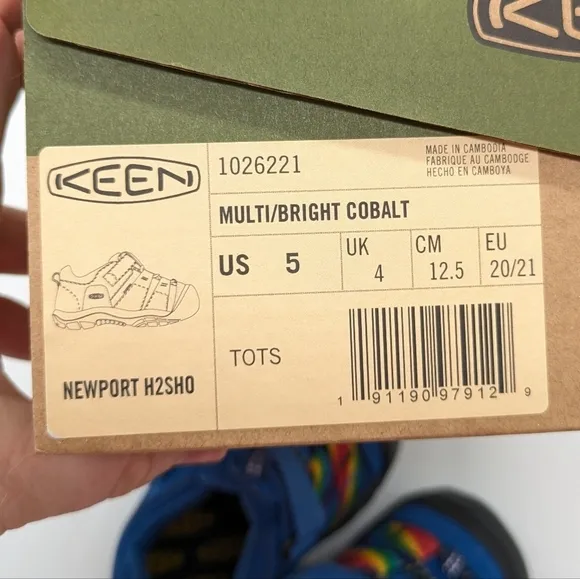 KEEN
KEEN
1026221
MADE IN CAMBODIA
FABRIQUE AU CAMBODGE
HECHO EN CAMBOYA
MULTI/BRIGHT COBALT
US 5
UK 4
CM 12.5
EU 20/21
NEWPORT H2SHO
TOTS
1 91190 97912 9